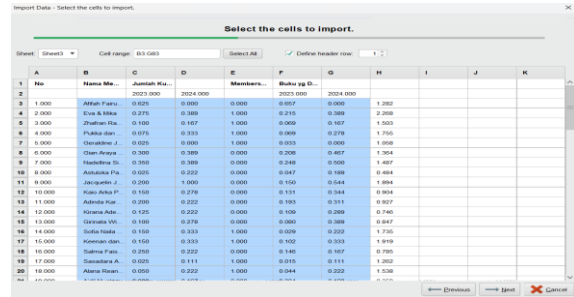 Import Data - Select the cells to import.
Select the cells to import.
Sheet: Sheet3 Cell range: B3:G83 Select All Define header row: 1
A B C D E F G H I J K
1 No Nama Me... Jumlah Ku... Members... Buku yg D...
2 2023.000 2024.000 2023.000 2024.000
3 1.000 Afifah Fairu... 0.625 0.000 0.000 0.057 0.000 1.282
4 2.000 Eva & Mika 0.275 0.389 1.000 0.215 0.389 2.268
5 3.000 Zhafran Ra... 0.100 0.167 1.000 0.069 0.167 1.503
6 4.000 Pukka dan ... 0.075 0.333 1.000 0.069 0.278 1.755
7 5.000 Geraldine J... 0.025 0.000 1.000 0.033 0.000 1.058
8 6.000 Gian Araya ... 0.300 0.389 0.000 0.208 0.467 1.364
9 7.000 Nadidfina Si... 0.350 0.389 0.000 0.248 0.500 1.487
10 8.000 Astuloka Pa... 0.025 0.222 0.000 0.047 0.189 0.484
11 9.000 Jacquelin J... 0.200 1.000 0.000 0.150 0.544 1.894
12 10.000 Kaio Arka P... 0.150 0.278 0.000 0.131 0.344 0.904
13 11.000 Adinda Kar... 0.200 0.222 0.000 0.193 0.311 0.927
14 12.000 Kirana Ade... 0.125 0.222 0.000 0.109 0.289 0.746
15 13.000 Girinata Wi... 0.100 0.278 0.000 0.080 0.389 0.847
16 14.000 Sofia Naila ... 0.150 0.333 1.000 0.029 0.222 1.735
17 15.000 Keenan dan... 0.150 0.333 1.000 0.102 0.333 1.919
18 16.000 Salma Fais... 0.250 0.222 0.000 0.146 0.167 0.785
19 17.000 Sasadara A... 0.025 0.111 1.000 0.015 0.111 1.262
20 18.000 Alana Rean... 0.050 0.222 1.000 0.044 0.222 1.538
Previous Next Cancel